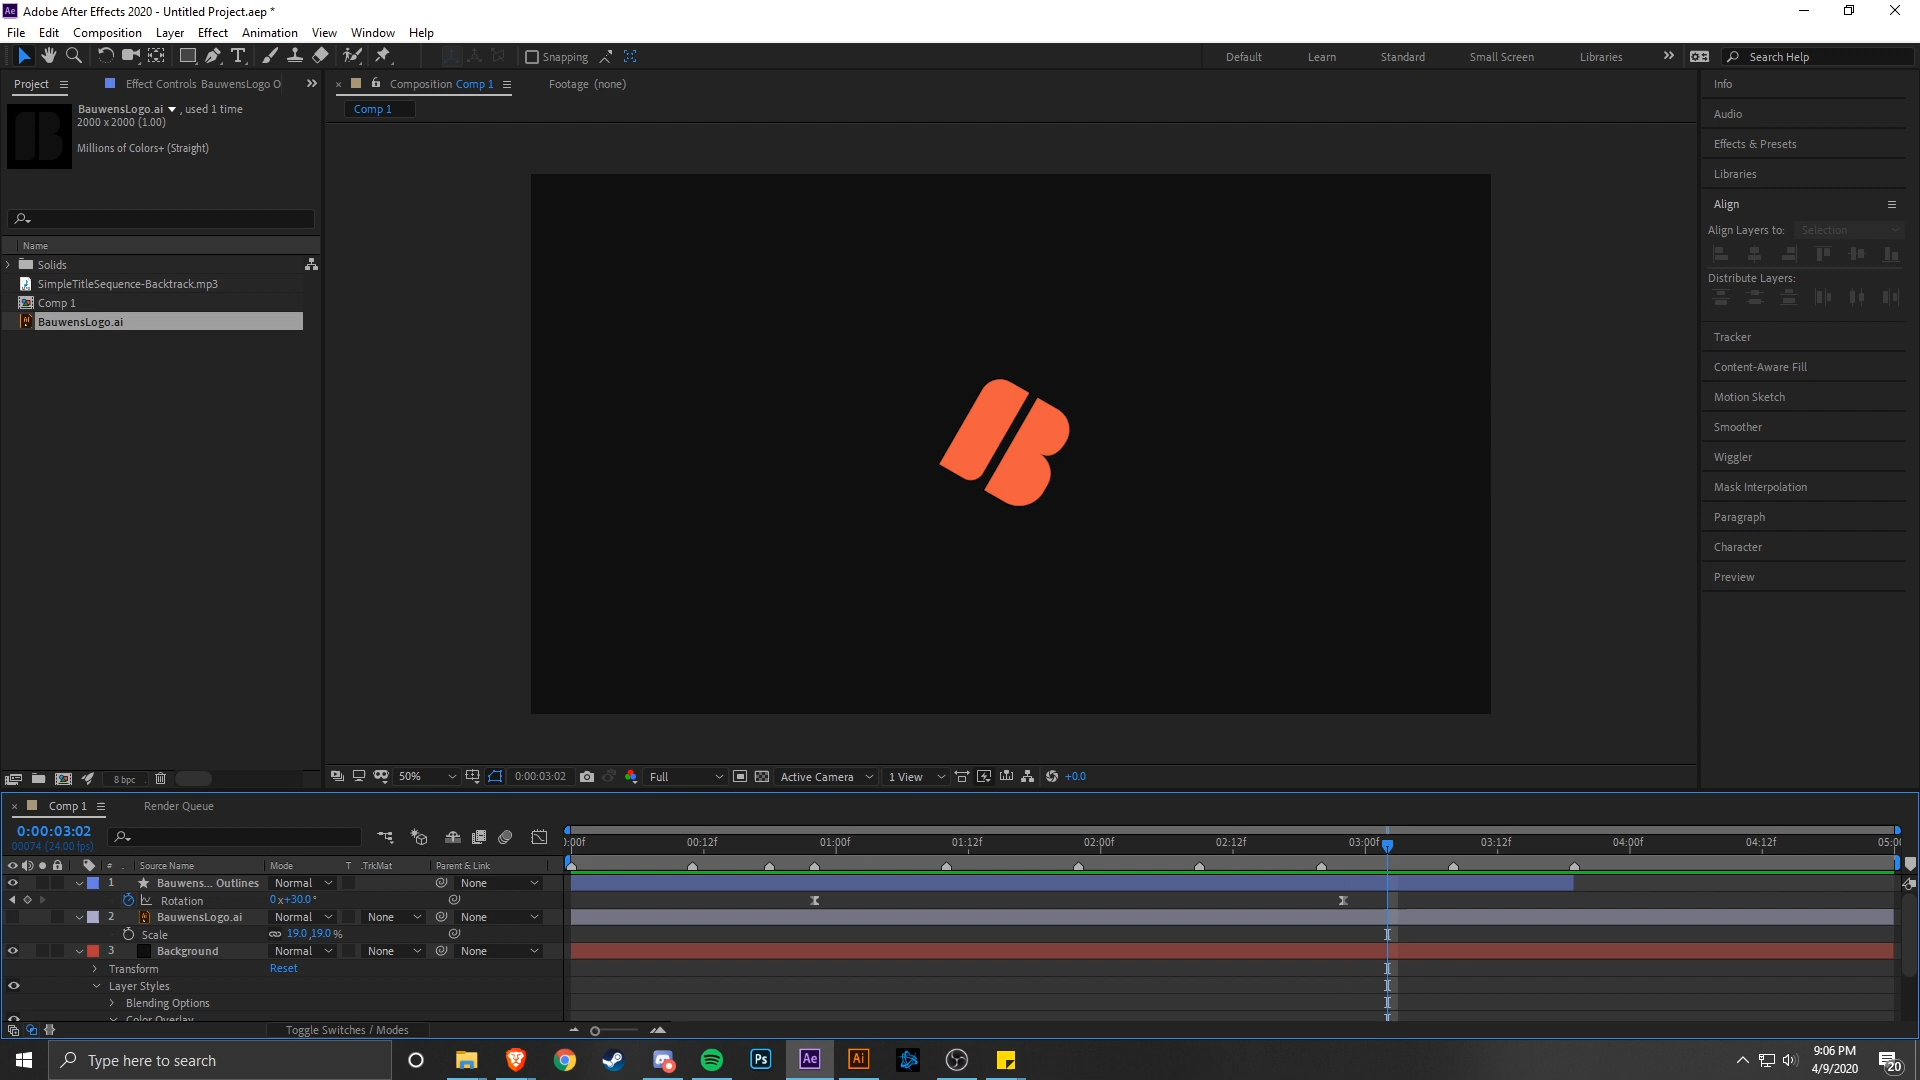 Adobe After Effects 2020 - Untitled Project.aep *
File Edit Composition Layer Effect Animation View Window Help
Snapping Default Learn Standard Small Screen Libraries Search Help
Project Effect Controls BauwensLogo O
Composition Comp 1 Footage (none)
Comp 1
BauwensLogo.ai , used 1 time
2000 x 2000 (1.00)
Millions of Colors+ (Straight)
Name
Solids
SimpleTitleSequence-Backtrack.mp3
Comp 1
BauwensLogo.ai
Info
Audio
Effects & Presets
Libraries
Align
Align Layers to: Selection
Distribute Layers:
Tracker
Content-Aware Fill
Motion Sketch
Smoother
Wiggler
Mask Interpolation
Paragraph
Character
Preview
8 bpc
50% 0:00:03:02 Full Active Camera 1 View +0.0
Comp 1 Render Queue
0:00:03:02
00074 (24.00 fps)
):00f 00:12f 01:00f 01:12f 02:00f 02:12f 03:00f 03:12f 04:00f 04:12f 05:00
# Source Name Mode T .TrkMat Parent & Link
1 Bauwens... Outlines Normal None
Rotation 0x+30.0°
2 BauwensLogo.ai Normal None None
Scale 19.0,19.0%
3 Background Normal None None
Transform Reset
Layer Styles
Blending Options
Color Overlay
Toggle Switches / Modes
Type here to search
Ps Ae Ai
9:06 PM
4/9/2020
20